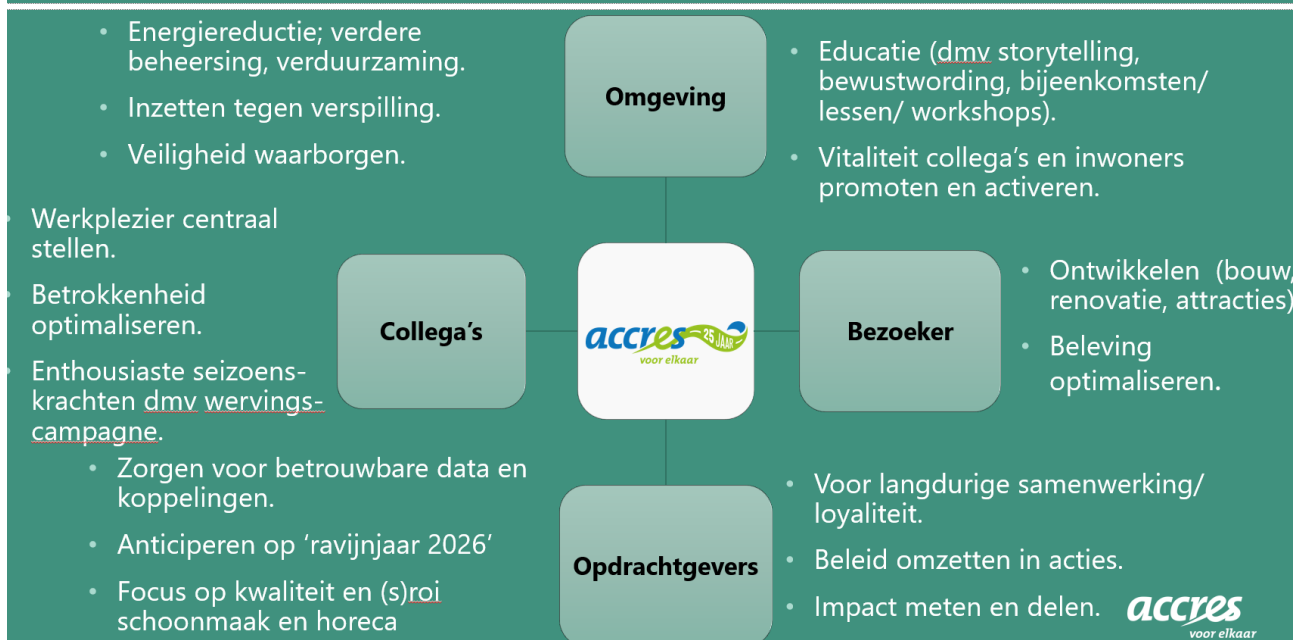 • Energiereductie; verdere
beheersing, verduurzaming.
• Inzetten tegen verspilling.
• Veiligheid waarborgen.
Omgeving
• Educatie (dmv storytelling,
bewustwording, bijeenkomsten/
lessen/ workshops).
• Vitaliteit collega's en inwoners
promoten en activeren.
• Werkplezier centraal
stellen.
• Betrokkenheid
optimaliseren.
• Enthousiaste seizoens-
krachten dmv wervings-
campagne.
Collega's
accres 25 JAAR
voor elkaar
Bezoeker
• Ontwikkelen (bouw,
renovatie, attracties)
• Beleving
optimaliseren.
• Zorgen voor betrouwbare data en
koppelingen.
• Anticiperen op 'ravijnjaar 2026'
• Focus op kwaliteit en (s)roi
schoonmaak en horeca
Opdrachtgevers
• Voor langdurige samenwerking/
loyaliteit.
• Beleid omzetten in acties.
• Impact meten en delen.
accres
voor elkaar